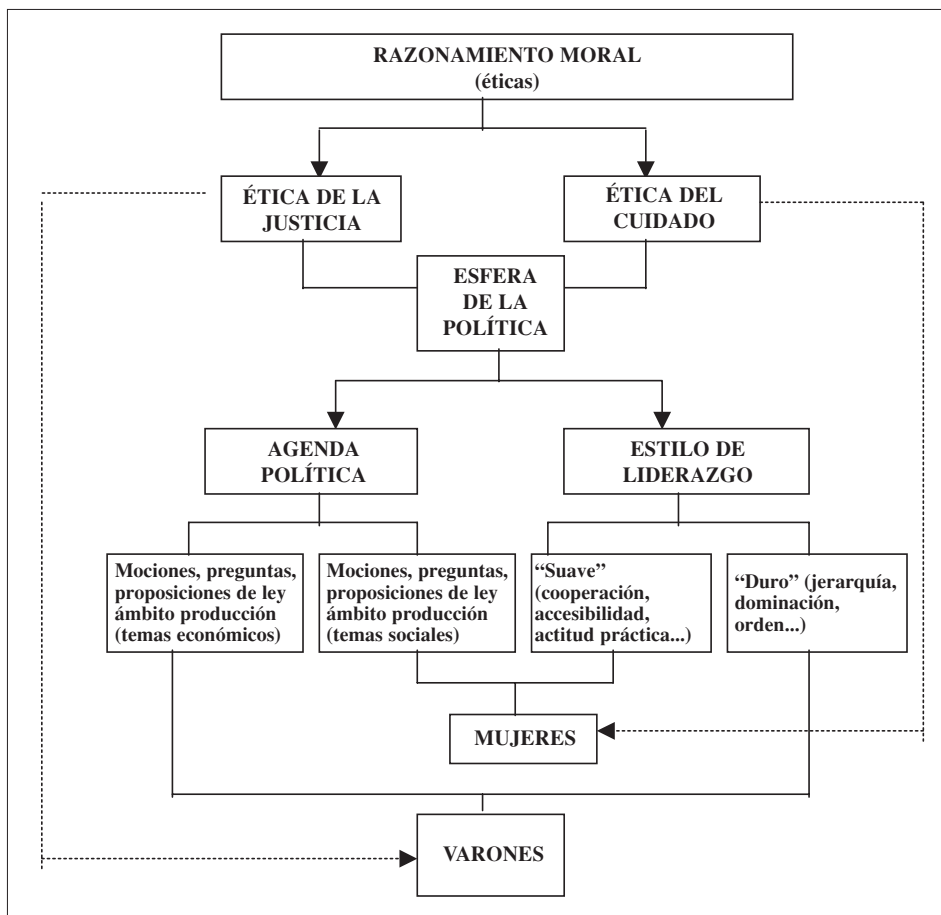 RAZONAMIENTO MORAL
(éticas)
ÉTICA DE LA
JUSTICIA
ÉTICA DEL
CUIDADO
ESFERA
DE LA
POLÍTICA
AGENDA
POLÍTICA
ESTILO DE
LIDERAZGO
Mociones, preguntas,
proposiciones de ley
ámbito producción
(temas económicos)
Mociones, preguntas,
proposiciones de ley
ámbito producción
(temas sociales)
“Suave”
(cooperación,
accesibilidad,
actitud práctica...)
“Duro” (jerarquía,
dominación,
orden...)
MUJERES
VARONES